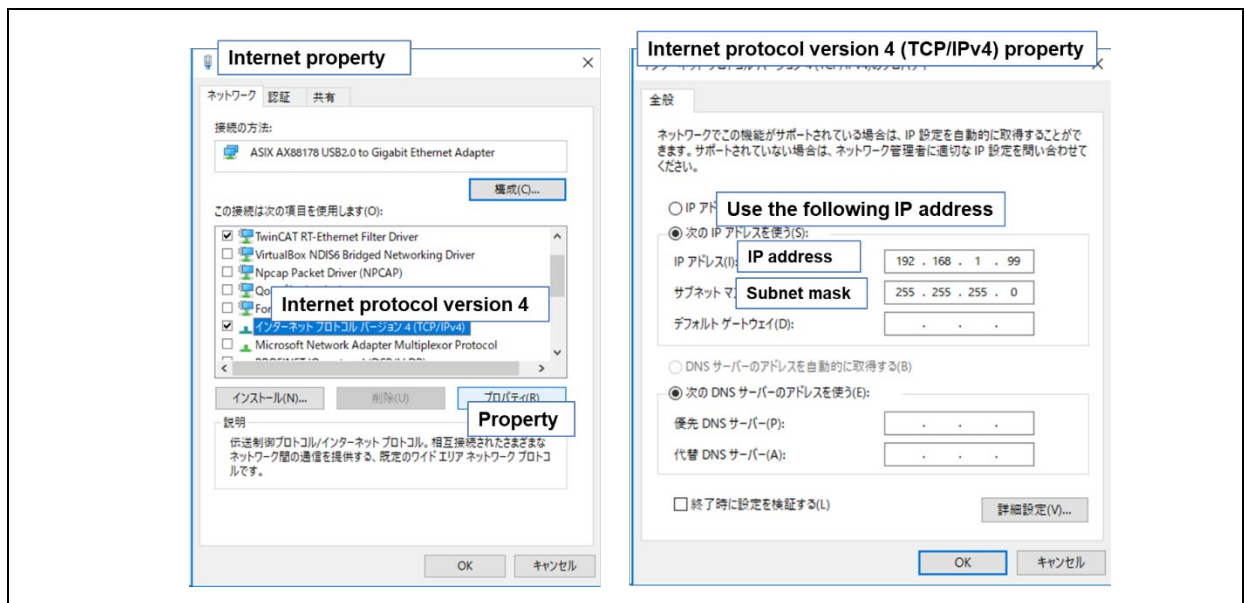 Internet property
ネットワーク 認証 共有
接続の方法:
ASIX AX88178 USB2.0 to Gigabit Ethernet Adapter
構成(C)...
この接続は次の項目を使用します(O):
TwinCAT RT-Ethernet Filter Driver
VirtualBox NDIS6 Bridged Networking Driver
Npcap Packet Driver (NPCAP)
Internet protocol version 4
インターネット プロトコル バージョン 4 (TCP/IPv4)
Microsoft Network Adapter Multiplexor Protocol
インストール(N)... 削除(U) プロパティ(R)
Property
説明
伝送制御プロトコル/インターネット プロトコル。相互接続されたさまざまな
ネットワーク間の通信を提供する、既定のワイド エリア ネットワーク プロトコ
ルです。
OK キャンセル
Internet protocol version 4 (TCP/IPv4) property
全般
ネットワークでこの機能がサポートされている場合は、IP 設定を自動的に取得することがで
きます。サポートされていない場合は、ネットワーク管理者に適切な IP 設定を問い合わせて
ください。
IP アド
Use the following IP address
次の IP アドレスを使う(S):
IP アドレス(I): IP address 192 . 168 . 1 . 99
サブネット マ Subnet mask 255 . 255 . 255 . 0
デフォルト ゲートウェイ(D): . . .
DNS サーバーのアドレスを自動的に取得する(B)
次の DNS サーバーのアドレスを使う(E):
優先 DNS サーバー(P): . . .
代替 DNS サーバー(A): . . .
終了時に設定を検証する(L)
詳細設定(V)...
OK キャンセル